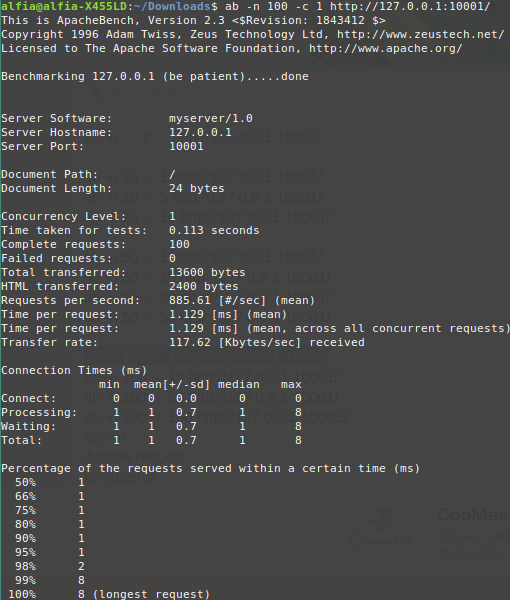 alfia@alfia-X455LD:~/Downloads$ ab -n 100 -c 1 http://127.0.0.1:10001/
This is ApacheBench, Version 2.3 <$Revision: 1843412 $>
Copyright 1996 Adam Twiss, Zeus Technology Ltd, http://www.zeustech.net/
Licensed to The Apache Software Foundation, http://www.apache.org/

Benchmarking 127.0.0.1 (be patient).....done


Server Software:        myserver/1.0
Server Hostname:        127.0.0.1
Server Port:            10001

Document Path:          /
Document Length:        24 bytes

Concurrency Level:      1
Time taken for tests:   0.113 seconds
Complete requests:      100
Failed requests:        0
Total transferred:      13600 bytes
HTML transferred:       2400 bytes
Requests per second:    885.61 [#/sec] (mean)
Time per request:       1.129 [ms] (mean)
Time per request:       1.129 [ms] (mean, across all concurrent requests)
Transfer rate:          117.62 [Kbytes/sec] received

Connection Times (ms)
              min  mean[+/-sd] median   max
Connect:        0    0   0.0      0       0
Processing:     1    1   0.7      1       8
Waiting:        1    1   0.7      1       8
Total:          1    1   0.7      1       8

Percentage of the requests served within a certain time (ms)
  50%      1
  66%      1
  75%      1
  80%      1
  90%      1
  95%      1
  98%      2
  99%      8
 100%      8 (longest request)